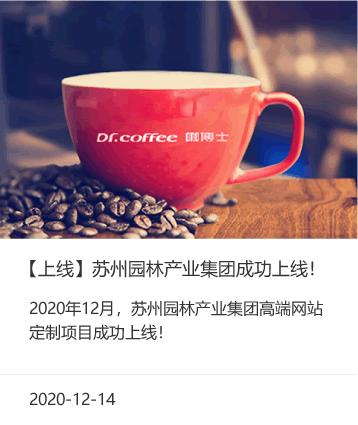 Dr.coffee 咖博士
【上线】苏州园林产业集团成功上线！
2020年12月，苏州园林产业集团高端网站
定制项目成功上线！
2020-12-14